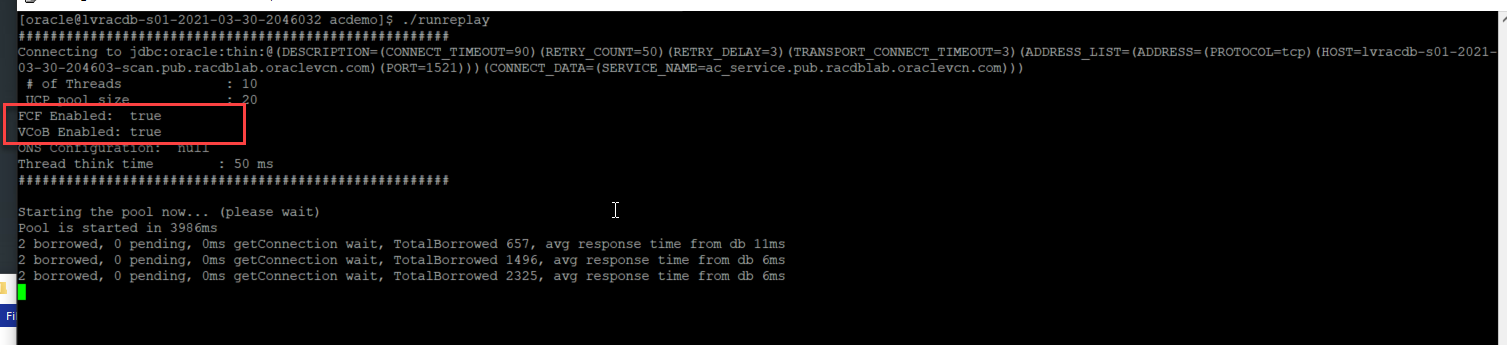 [oracle@lvracdb-s01-2021-03-30-2046032 acdemo]$ ./runreplay
######################################################
Connecting to jdbc:oracle:thin:@(DESCRIPTION=(CONNECT_TIMEOUT=90)(RETRY_COUNT=50)(RETRY_DELAY=3)(TRANSPORT_CONNECT_TIMEOUT=3)(ADDRESS_LIST=(ADDRESS=(PROTOCOL=tcp)(HOST=lvracdb-s01-2021-
03-30-204603-scan.pub.racdblab.oraclevcn.com)(PORT=1521)))(CONNECT_DATA=(SERVICE_NAME=ac_service.pub.racdblab.oraclevcn.com)))
# of Threads : 10
UCP pool size : 20
FCF Enabled: true
VCoB Enabled: true
ONS Configuration: null
Thread think time : 50 ms
######################################################
Starting the pool now... (please wait)
Pool is started in 3986ms
2 borrowed, 0 pending, 0ms getConnection wait, TotalBorrowed 657, avg response time from db 11ms
2 borrowed, 0 pending, 0ms getConnection wait, TotalBorrowed 1496, avg response time from db 6ms
2 borrowed, 0 pending, 0ms getConnection wait, TotalBorrowed 2325, avg response time from db 6ms
Fi